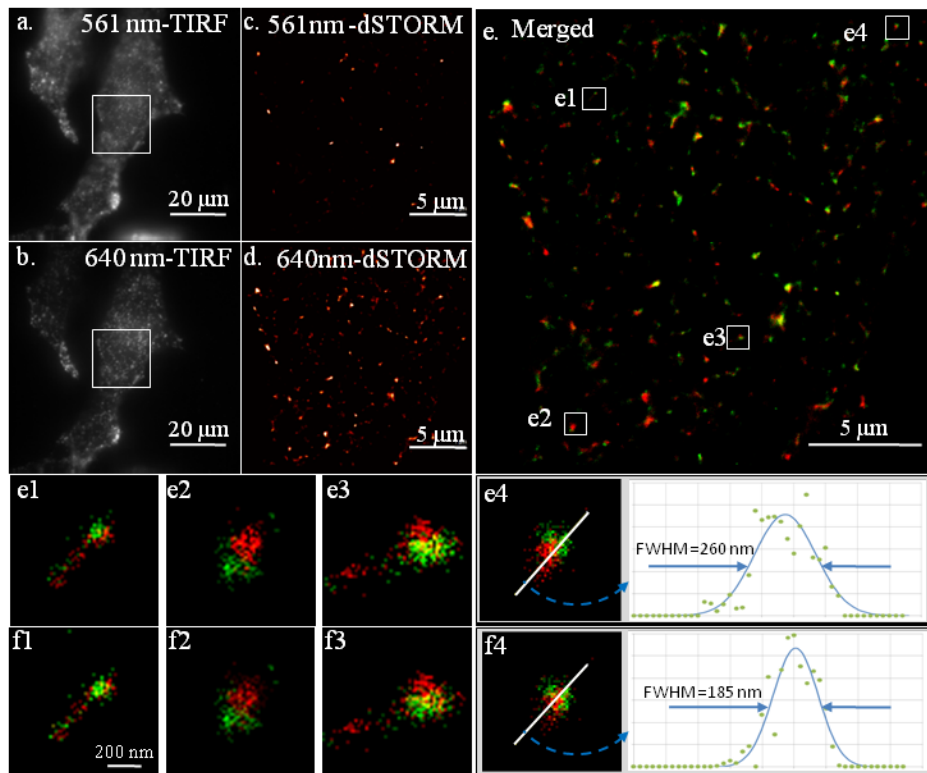 a. 561 nm-TIRF
20 μm
c. 561nm-dSTORM
5 μm
e. Merged
e4
e1
e3
e2
5 μm
b. 640 nm-TIRF
20 μm
d. 640nm-dSTORM
5 μm
e1
e2
e3
e4
FWHM=260 nm
f1
200 nm
f2
f3
f4
FWHM=185 nm